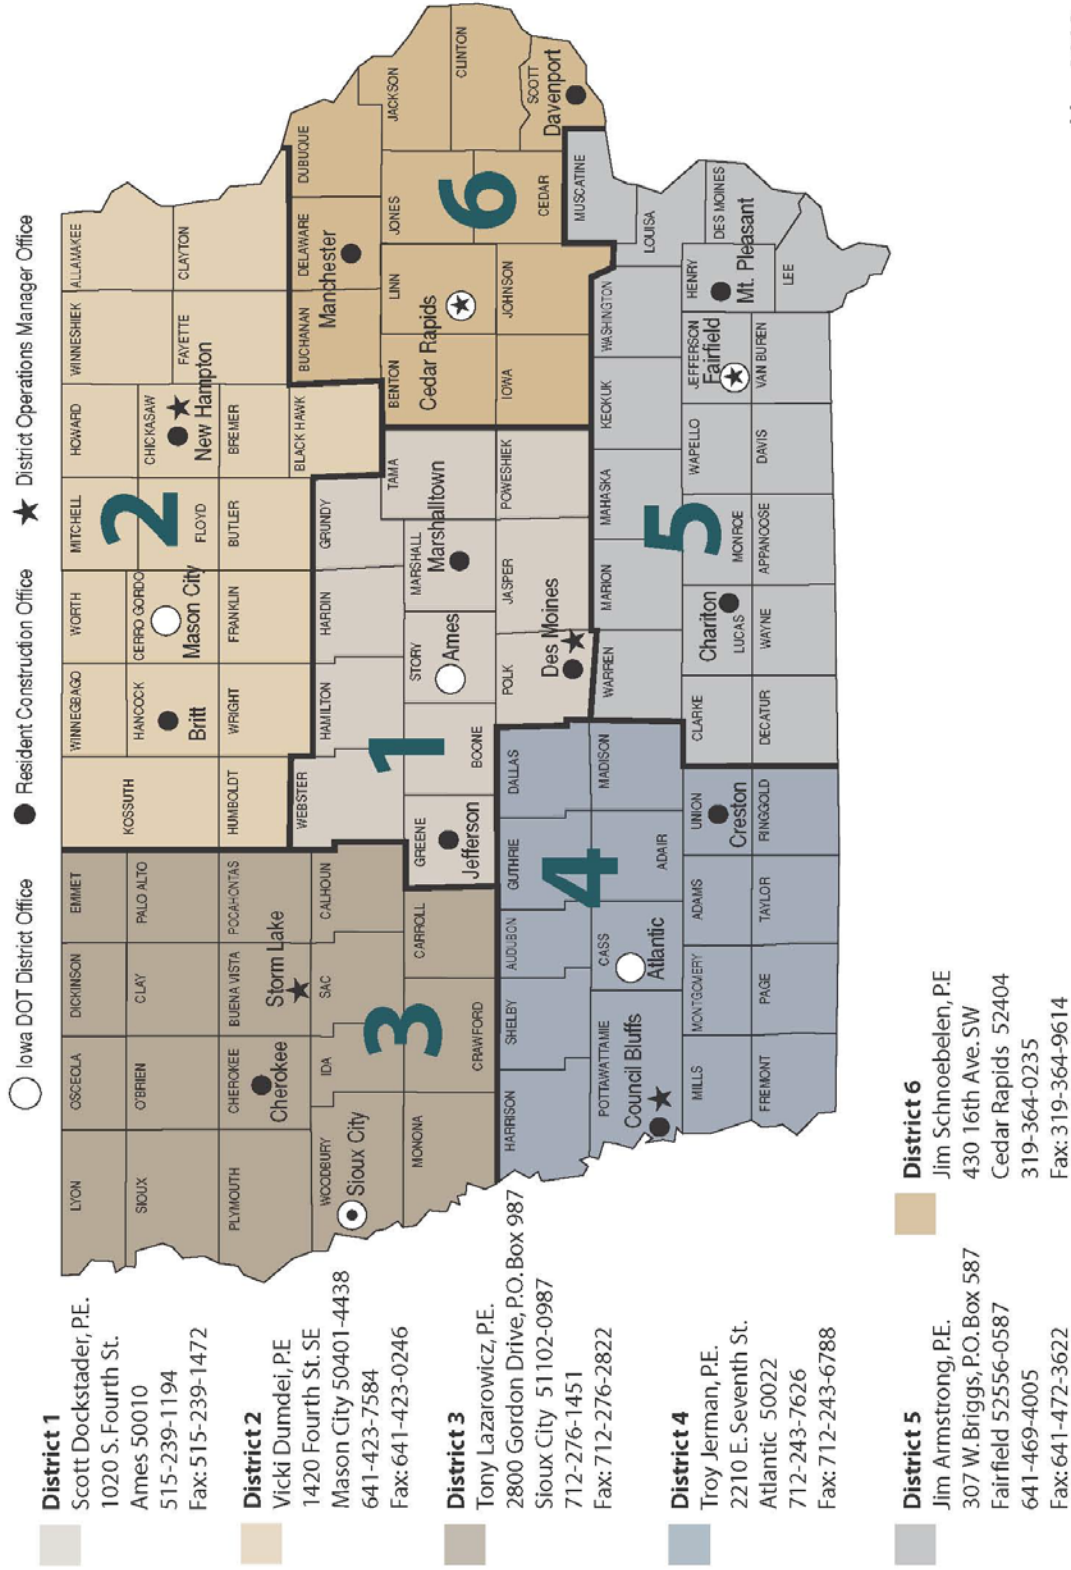 Iowa DOT District Office
Resident Construction Office
District Operations Manager Office
LYON
OSCEOLA
DICKINSON
EMMET
KOSSUTH
WINNEGBAGO
WORTH
MITCHELL
HOWARD
WINNESHIEK
ALLAMAKEE
SIOUX
O'BRIEN
CLAY
PALO ALTO
HANCOCK
Britt
CERRO GORDO
Mason City
2
FLOYD
CHICKASAW
New Hampton
FAYETTE
CLAYTON
PLYMOUTH
CHEROKEE
Cherokee
BUENA VISTA
Storm Lake
POCAHONTAS
HUMBOLDT
WRIGHT
FRANKLIN
BUTLER
BREMER
BLACK HAWK
BUCHANAN
DELAWARE
Manchester
DUBUQUE
WOODBURY
Sioux City
IDA
SAC
CALHOUN
WEBSTER
HAMILTON
HARDIN
GRUNDY
TAMA
BENTON
LINN
Cedar Rapids
JONES
JACKSON
MONONA
CRAWFORD
3
CARROLL
GREENE
Jefferson
1
BOONE
STORY
Ames
MARSHALL
Marshalltown
6
CLINTON
HARRISON
SHELBY
AUDUBON
GUTHRIE
DALLAS
POLK
Des Moines
JASPER
POWESHIEK
IOWA
JOHNSON
CEDAR
SCOTT
Davenport
POTTAWATTAMIE
Council Bluffs
CASS
Atlantic
4
ADAIR
MADISON
WARREN
MARION
MAHASKA
KEOKUK
WASHINGTON
LOUISA
MUSCATINE
MILLS
MONTGOMERY
ADAMS
UNION
Creston
CLARKE
LUCAS
Chariton
MONROE
5
WAPELLO
JEFFERSON
Fairfield
HENRY
Mt. Pleasant
DES MOINES
FREMONT
PAGE
TAYLOR
RINGGOLD
DECATUR
WAYNE
APPANOOSE
DAVIS
VAN BUREN
LEE
District 1
Scott Dockstader, P.E.
1020 S. Fourth St.
Ames 50010
515-239-1194
Fax: 515-239-1472
District 2
Vicki Dumdei, P.E
1420 Fourth St. SE
Mason City 50401-4438
641-423-7584
Fax: 641-423-0246
District 3
Tony Lazarowicz, P.E.
2800 Gordon Drive, P.O. Box 987
Sioux City 51102-0987
712-276-1451
Fax: 712-276-2822
District 4
Troy Jerman, P.E.
2210 E. Seventh St.
Atlantic 50022
712-243-7626
Fax: 712-243-6788
District 5
Jim Armstrong, P.E.
307 W. Briggs, P.O. Box 587
Fairfield 52556-0587
641-469-4005
Fax: 641-472-3622
District 6
Jim Schnoebelen, P.E
430 16th Ave. SW
Cedar Rapids 52404
319-364-0235
Fax: 319-364-9614